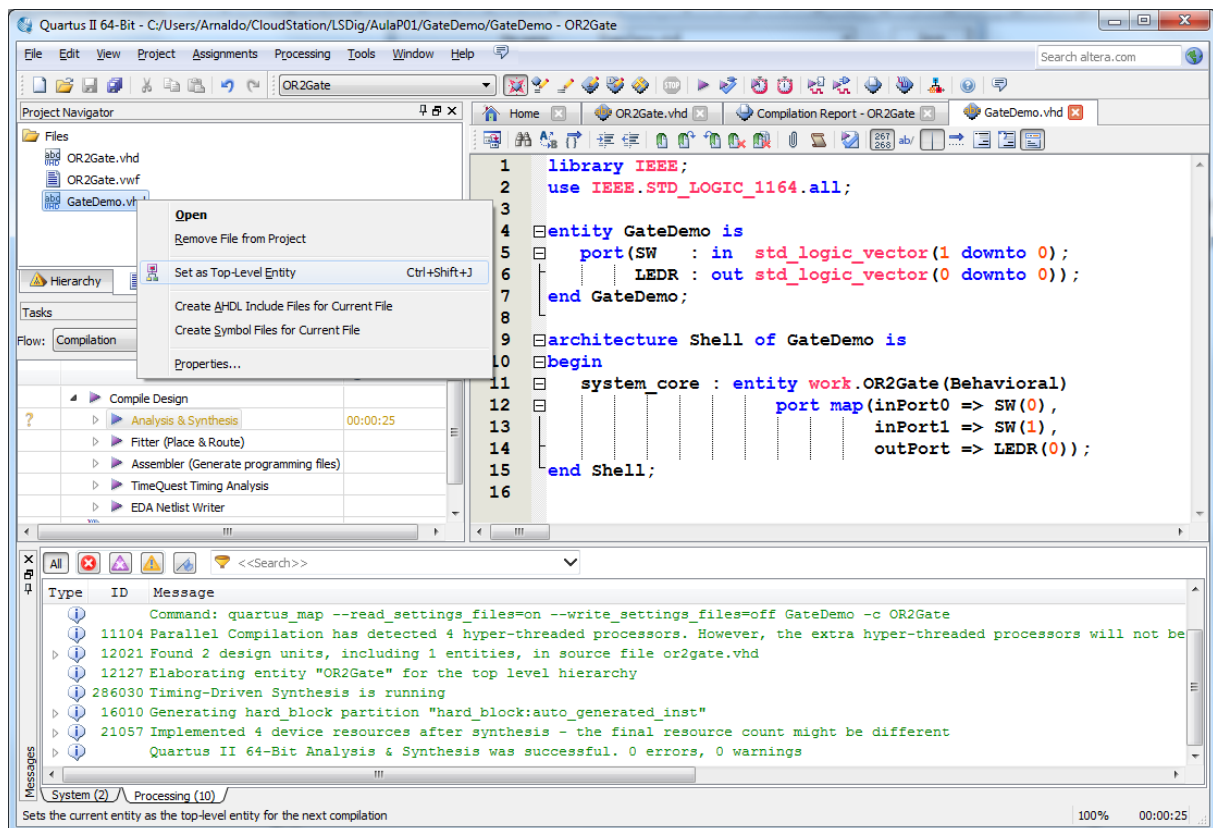 Quartus II 64-Bit - C:/Users/Arnaldo/CloudStation/LSDig/AulaP01/GateDemo/GateDemo - OR2Gate
File Edit View Project Assignments Processing Tools Window Help
Search altera.com
OR2Gate
Project Navigator
Files
OR2Gate.vhd
OR2Gate.vwf
GateDemo.vhd
Open
Remove File from Project
Set as Top-Level Entity Ctrl+Shift+J
Create AHDL Include Files for Current File
Create Symbol Files for Current File
Properties...
Hierarchy
Tasks
Flow: Compilation
Compile Design
? Analysis & Synthesis 00:00:25
Fitter (Place & Route)
Assembler (Generate programming files)
TimeQuest Timing Analysis
EDA Netlist Writer
Home OR2Gate.vhd Compilation Report - OR2Gate GateDemo.vhd
267 268 ab/
1 library IEEE;
2 use IEEE.STD_LOGIC_1164.all;
3
4 entity GateDemo is
5 port(SW : in std_logic_vector(1 downto 0);
6 LEDR : out std_logic_vector(0 downto 0));
7 end GateDemo;
8
9 architecture Shell of GateDemo is
10 begin
11 system_core : entity work.OR2Gate(Behavioral)
12 port map(inPort0 => SW(0),
13 inPort1 => SW(1),
14 outPort => LEDR(0));
15 end Shell;
16
All <<Search>>
Type ID Message
Command: quartus_map --read_settings_files=on --write_settings_files=off GateDemo -c OR2Gate
11104 Parallel Compilation has detected 4 hyper-threaded processors. However, the extra hyper-threaded processors will not be
12021 Found 2 design units, including 1 entities, in source file or2gate.vhd
12127 Elaborating entity "OR2Gate" for the top level hierarchy
286030 Timing-Driven Synthesis is running
16010 Generating hard_block partition "hard_block:auto_generated_inst"
21057 Implemented 4 device resources after synthesis - the final resource count might be different
Quartus II 64-Bit Analysis & Synthesis was successful. 0 errors, 0 warnings
Messages
System (2) Processing (10)
Sets the current entity as the top-level entity for the next compilation 100% 00:00:25